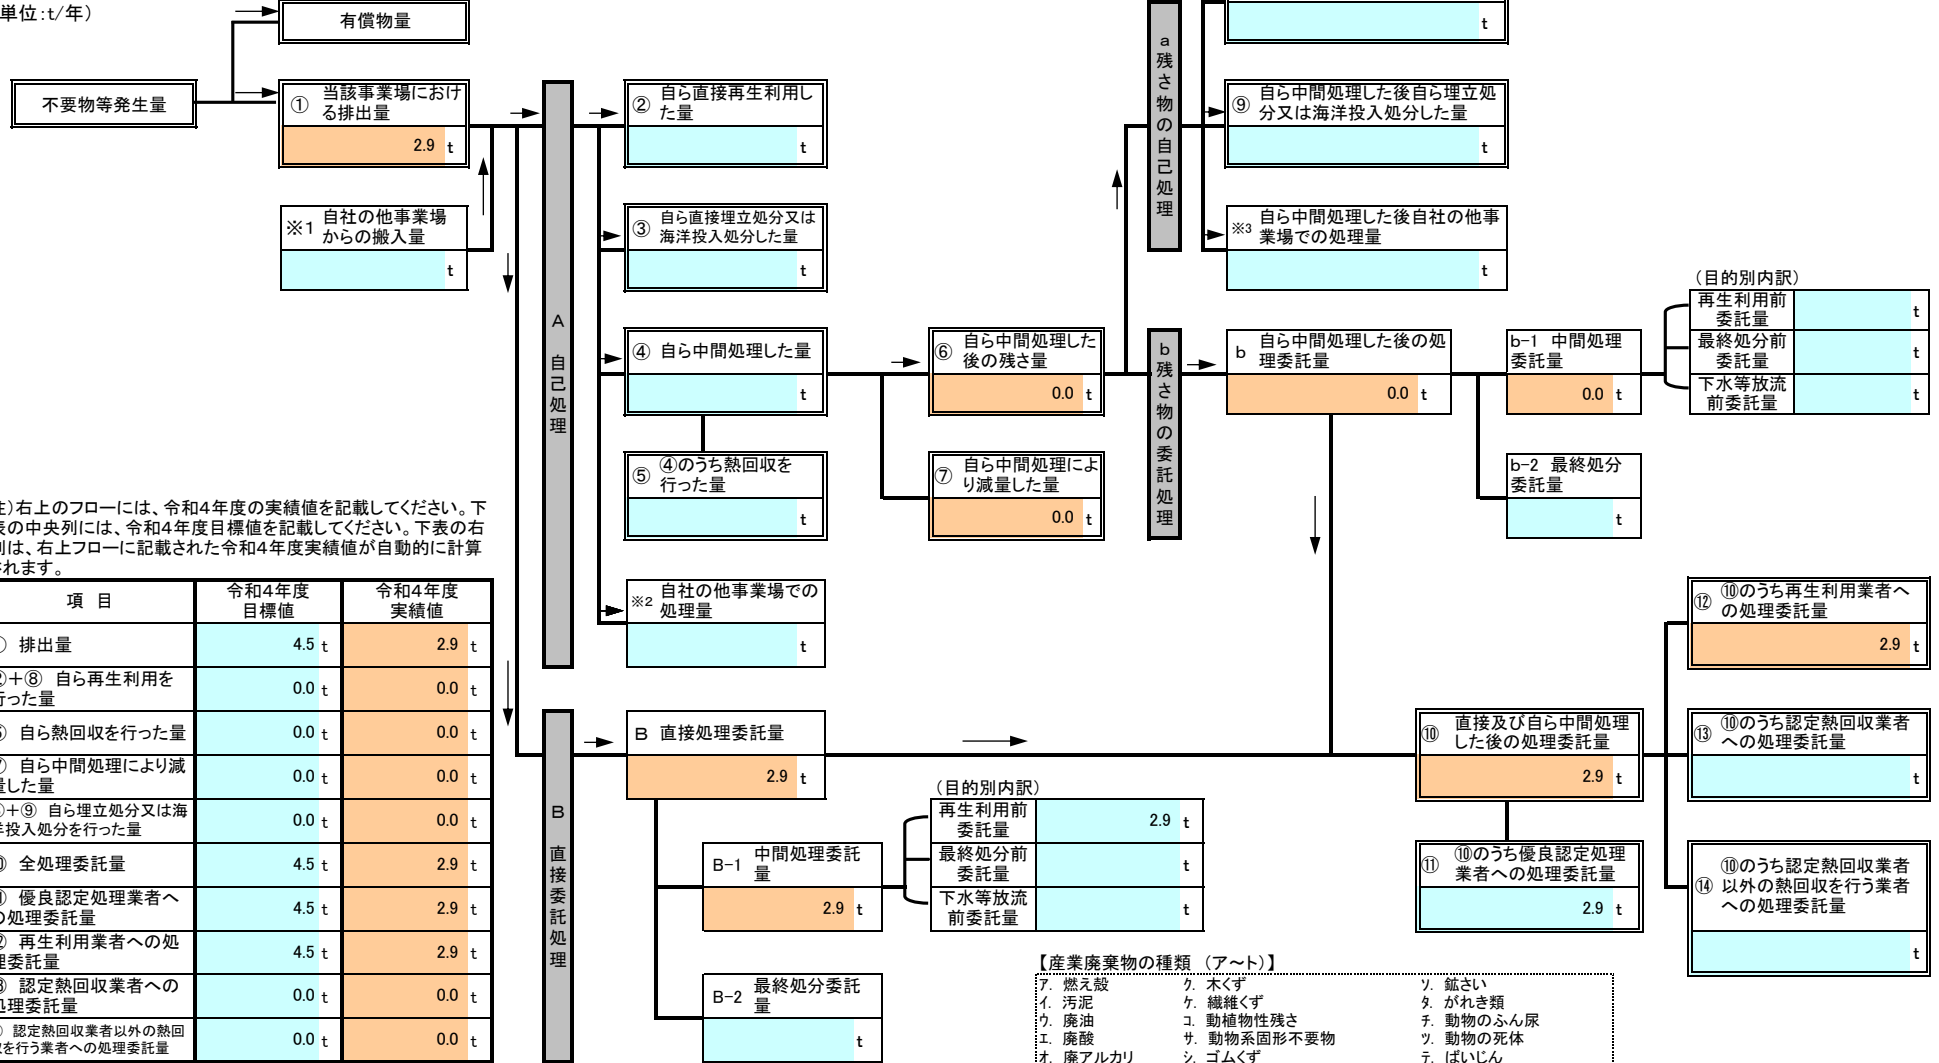 単位:t/年）
有償物量
不要物等発生量
① 当該事業場におけ
る排出量
2.9 t
※1 自社の他事業場
からの搬入量
t
A 自己処理
② 自ら直接再生利用し
た量
t
③ 自ら直接埋立処分又は
海洋投入処分した量
t
④ 自ら中間処理した量
t
⑤ ④のうち熱回収を
行った量
t
※2 自社の他事業場での
処理量
t
⑥ 自ら中間処理した
後の残さ量
0.0 t
⑦ 自ら中間処理によ
り減量した量
0.0 t
a 残さ物の自己処理
t
⑨ 自ら中間処理した後自ら埋立処
分又は海洋投入処分した量
t
※3 自ら中間処理した後自社の他事
業場での処理量
t
b 残さ物の委託処理
b 自ら中間処理した後の処
理委託量
0.0 t
b-1 中間処理
委託量
0.0 t
b-2 最終処分
委託量
t
（目的別内訳）
再生利用前
委託量
t
最終処分前
委託量
t
下水等放流
前委託量
t
注）右上のフローには、令和4年度の実績値を記載してください。下
表の中央列には、令和4年度目標値を記載してください。下表の右
列は、右上フローに記載された令和4年度実績値が自動的に計算
されます。
項 目
令和4年度
目標値
令和4年度
実績値
排出量 4.5 t 2.9 t
②+⑧ 自ら再生利用を
行った量 0.0 t 0.0 t
自ら熱回収を行った量 0.0 t 0.0 t
⑦ 自ら中間処理により減
量した量 0.0 t 0.0 t
+⑨ 自ら埋立処分又は海
洋投入処分を行った量 0.0 t 0.0 t
全処理委託量 4.5 t 2.9 t
優良認定処理業者へ
の処理委託量 4.5 t 2.9 t
再生利用業者への処
理委託量 4.5 t 2.9 t
認定熱回収業者への
処理委託量 0.0 t 0.0 t
認定熱回収業者以外の熱回
収を行う業者への処理委託量 0.0 t 0.0 t
B 直接委託処理
B 直接処理委託量
2.9 t
B-1 中間処理委託
量
2.9 t
B-2 最終処分委託
量
t
（目的別内訳）
再生利用前
委託量
2.9 t
最終処分前
委託量
t
下水等放流
前委託量
t
⑩ 直接及び自ら中間処理
した後の処理委託量
2.9 t
⑪ ⑩のうち優良認定処理
業者への処理委託量
2.9 t
⑫ ⑩のうち再生利用業者へ
の処理委託量
2.9 t
⑬ ⑩のうち認定熱回収業者
への処理委託量
t
⑭ ⑩のうち認定熱回収業者
以外の熱回収を行う業者
への処理委託量
t
【産業廃棄物の種類 （ア～ト）】
ア. 燃え殻 ク. 木くず ソ. 鉱さい
イ. 汚泥 ケ. 繊維くず タ. がれき類
ウ. 廃油 コ. 動植物性残さ チ. 動物のふん尿
エ. 廃酸 サ. 動物系固形不要物 ツ. 動物の死体
オ. 廃アルカリ シ. ゴムくず テ. ばいじん